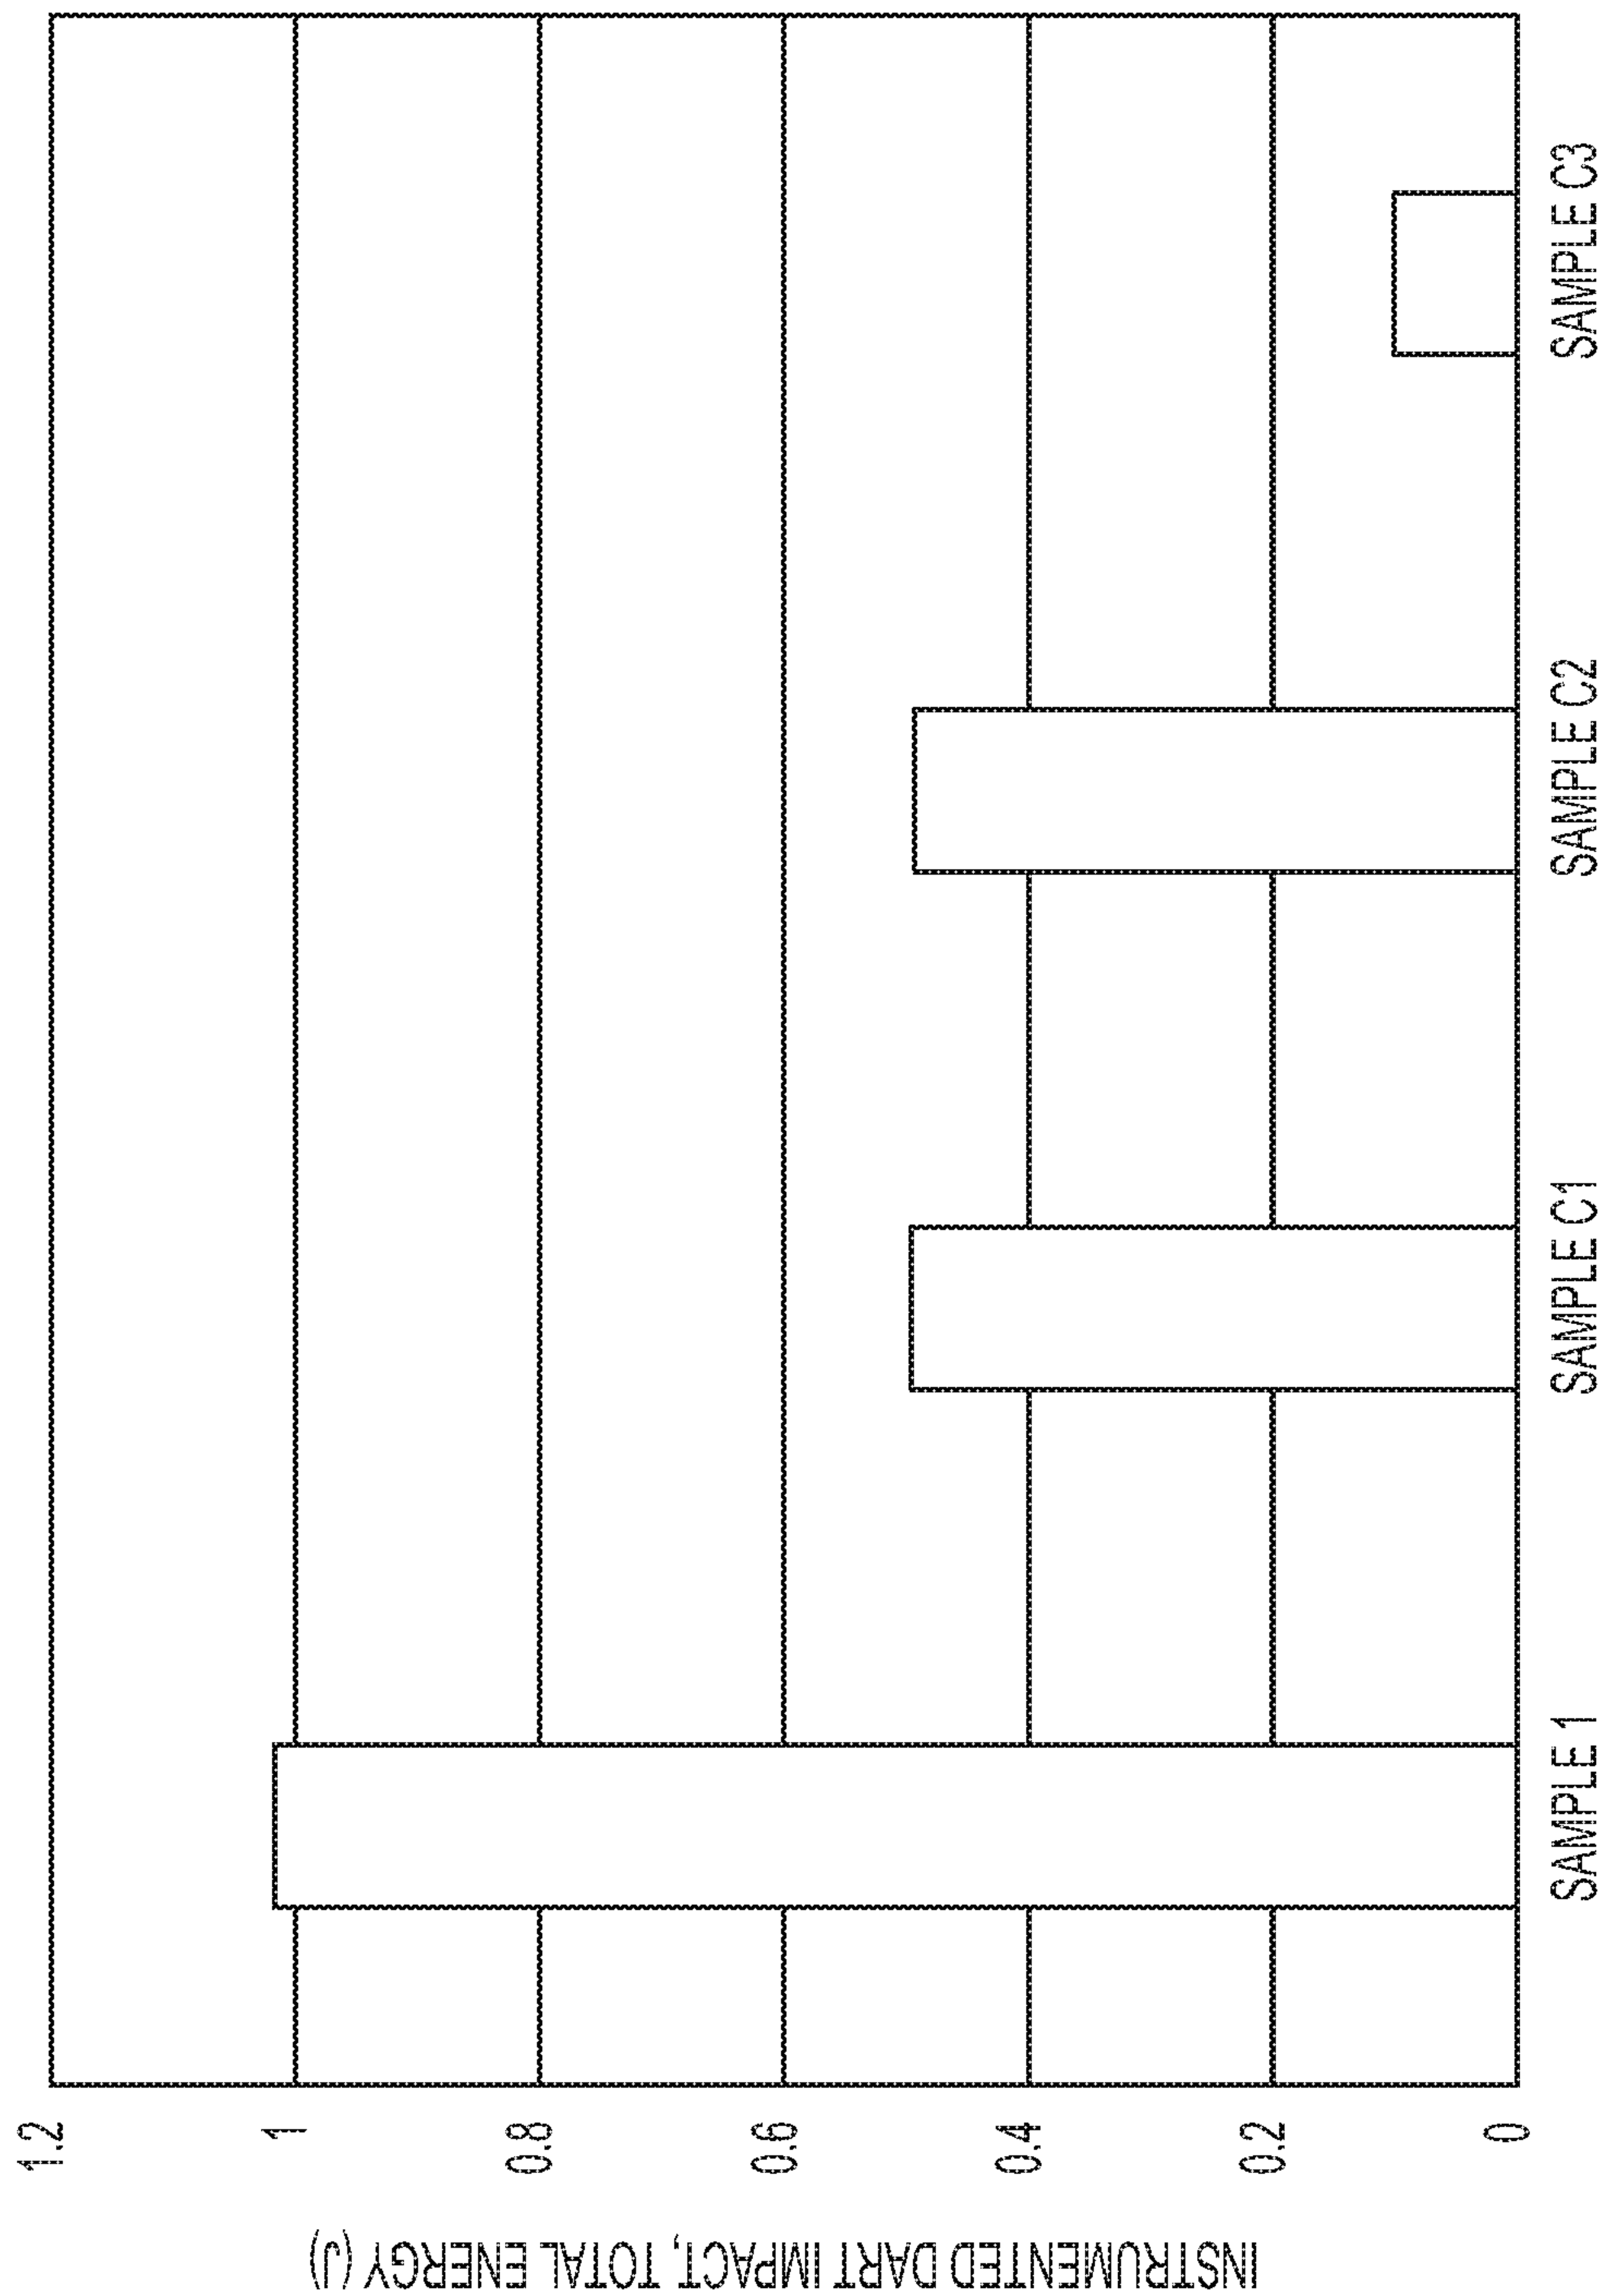 INSTRUMENTED DART IMPACT, TOTAL ENERGY (J)
1.2
1
0.8
0.6
0.4
0.2
0
SAMPLE 1
SAMPLE C1
SAMPLE C2
SAMPLE C3